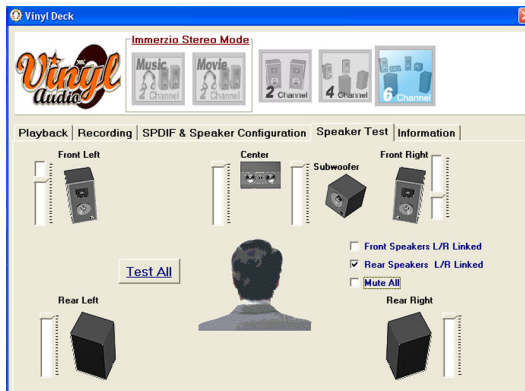 Vinyl Deck
Vinyl
Audio
Immerzio Stereo Mode
Music
2 Channel
Movie
2 Channel
2 Channel
4 Channel
6 Channel
Playback
Recording
SPDIF & Speaker Configuration
Speaker Test
Information
Front Left
Center
Subwoofer
Front Right
Front Speakers L/R Linked
Rear Speakers L/R Linked
Mute All
Test All
Rear Left
Rear Right